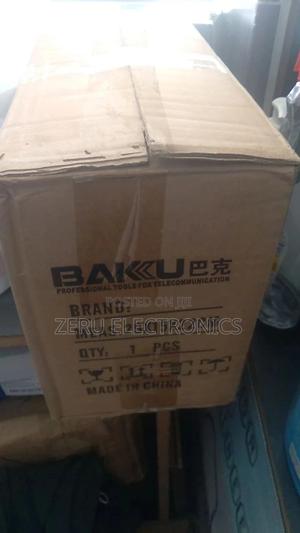 BAKU巴克
PROFESSIONAL TOOLS FOR TELECOMMUNICATION
BRAND:
POSTED ON JIJI
ZERU ELECTRONICS
QTY: 1 PCS
MADE IN CHINA